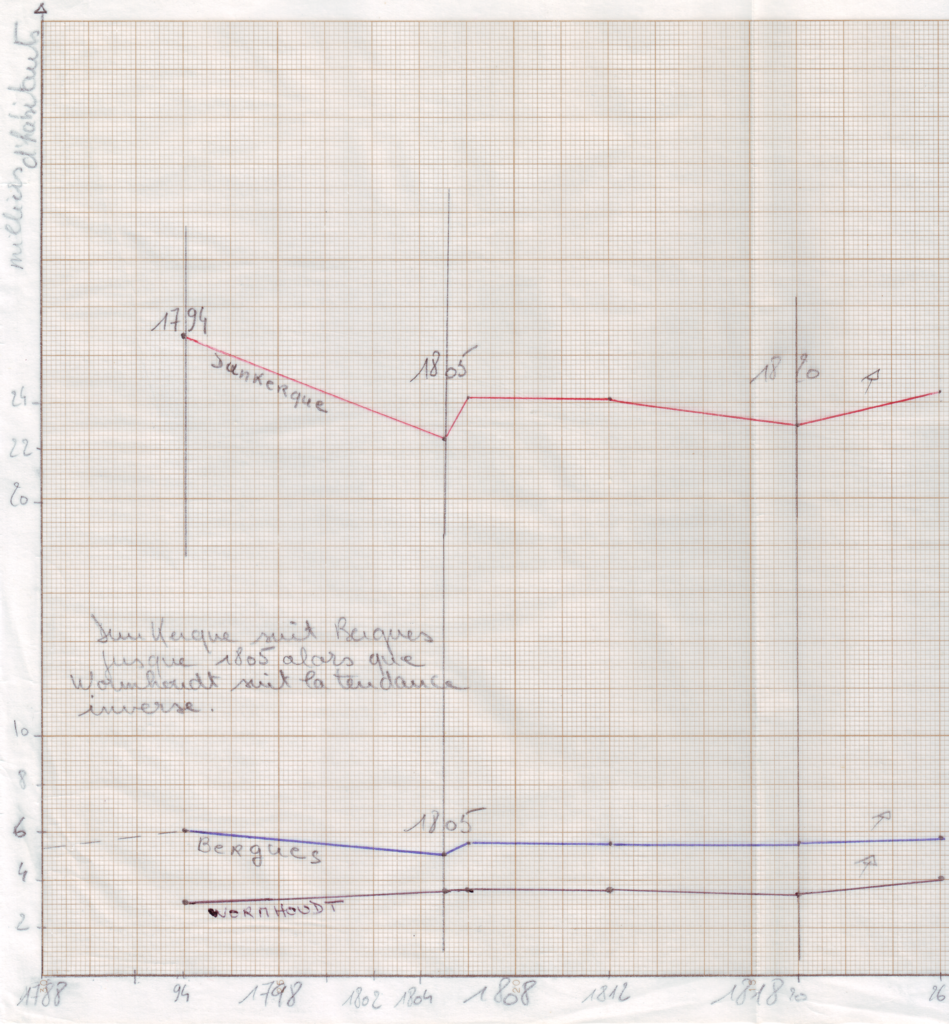 milliers d'habitants
1794
Dunkerque
1805
1820
24
22
20
Dunkerque suit Bergues
jusque 1805 alors que
Wormhoudt suit la tendance
inverse.
10
8
6
4
2
1805
BERGUES
WORMHOUDT
1788 94 1798 1802 1804 1808 1812 1818 20 26